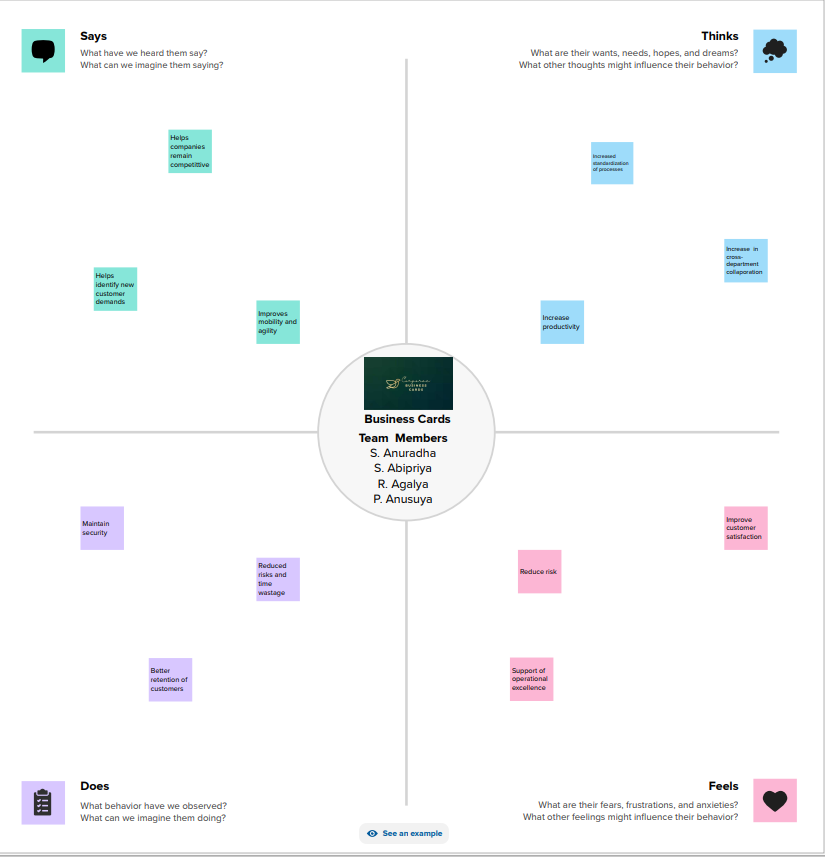 Says
What have we heard them say?
What can we imagine them saying?
Thinks
What are their wants, needs, hopes, and dreams?
What other thoughts might influence their behavior?
Helps
companies
remain
competittive
Increased
standardization
of processes
Helps
identify new
customer
demands
Improves
mobility and
agility
Increase in
cross-
department
collaporation
Increase
productivity
BUSINESS
CARDS
Business Cards
Team Members
S. Anuradha
S. Abipriya
R. Agalya
P. Anusuya
Maintain
security
Reduced
risks and
time
wastage
Better
retention of
customers
Improve
customer
satisfaction
Reduce risk
Support of
operational
excellence
Does
What behavior have we observed?
What can we imagine them doing?
Feels
What are their fears, frustrations, and anxieties?
What other feelings might influence their behavior?
See an example